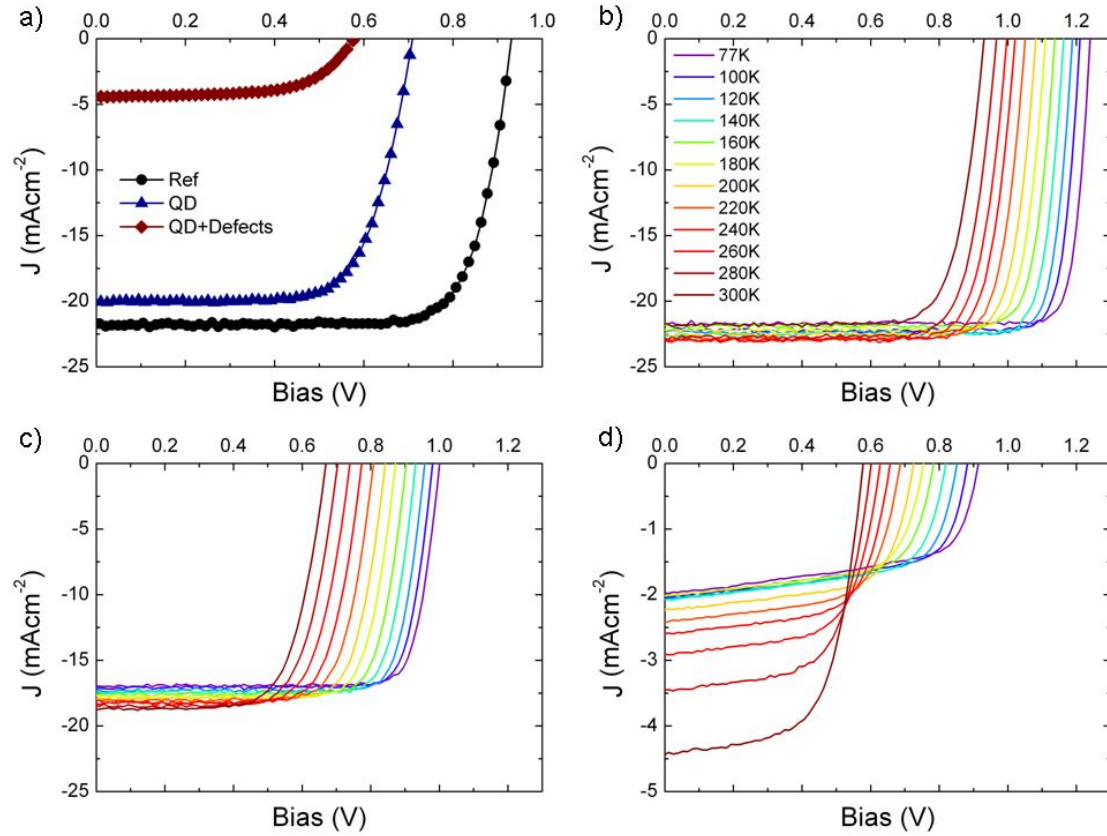 a)
0.0 0.2 0.4 0.6 0.8 1.0
0
-5
-10
-15
-20
-25
J (mAcm-2)
Ref
QD
QD+Defects
Bias (V)
b)
0.0 0.2 0.4 0.6 0.8 1.0 1.2
0
-5
-10
-15
-20
-25
J (mAcm-2)
77K
100K
120K
140K
160K
180K
200K
220K
240K
260K
280K
300K
Bias (V)
c)
0.0 0.2 0.4 0.6 0.8 1.0 1.2
0
-5
-10
-15
-20
-25
J (mAcm-2)
Bias (V)
d)
0.0 0.2 0.4 0.6 0.8 1.0 1.2
0
-1
-2
-3
-4
-5
J (mAcm-2)
Bias (V)